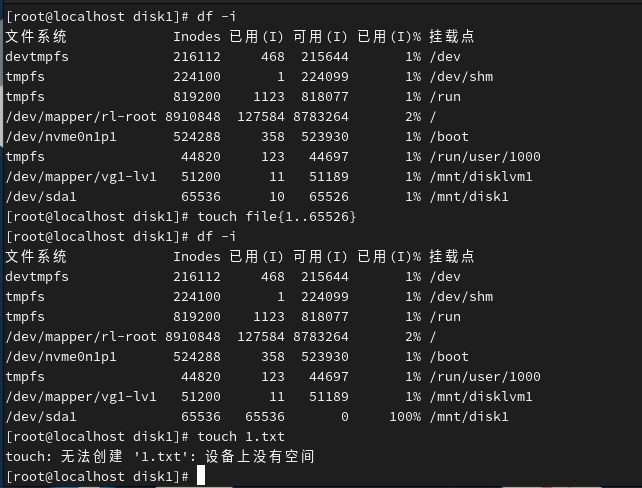 [root@localhost disk1]# df -i
文件系统 Inodes 已用(I) 可用(I) 已用(I)% 挂载点
devtmpfs 216112 468 215644 1% /dev
tmpfs 224100 1 224099 1% /dev/shm
tmpfs 819200 1123 818077 1% /run
/dev/mapper/rl-root 8910848 127584 8783264 2% /
/dev/nvme0n1p1 524288 358 523930 1% /boot
tmpfs 44820 123 44697 1% /run/user/1000
/dev/mapper/vg1-lv1 51200 11 51189 1% /mnt/disklvm1
/dev/sda1 65536 10 65526 1% /mnt/disk1
[root@localhost disk1]# touch file{1..65526}
[root@localhost disk1]# df -i
文件系统 Inodes 已用(I) 可用(I) 已用(I)% 挂载点
devtmpfs 216112 468 215644 1% /dev
tmpfs 224100 1 224099 1% /dev/shm
tmpfs 819200 1123 818077 1% /run
/dev/mapper/rl-root 8910848 127584 8783264 2% /
/dev/nvme0n1p1 524288 358 523930 1% /boot
tmpfs 44820 123 44697 1% /run/user/1000
/dev/mapper/vg1-lv1 51200 11 51189 1% /mnt/disklvm1
/dev/sda1 65536 65536 0 100% /mnt/disk1
[root@localhost disk1]# touch 1.txt
touch: 无法创建 '1.txt': 设备上没有空间
[root@localhost disk1]#